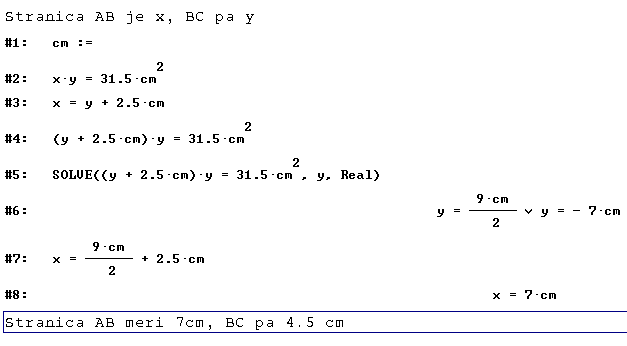 Stranica AB je x, BC pa y
#1: cm :=
#2: x·y = 31.5·cm²
#3: x = y + 2.5·cm
#4: (y + 2.5·cm)·y = 31.5·cm²
#5: SOLVE((y + 2.5·cm)·y = 31.5·cm², y, Real)
#6: y = 9·cm/2 ∨ y = - 7·cm
#7: x = 9·cm/2 + 2.5·cm
#8: x = 7·cm
Stranica AB meri 7cm, BC pa 4.5 cm